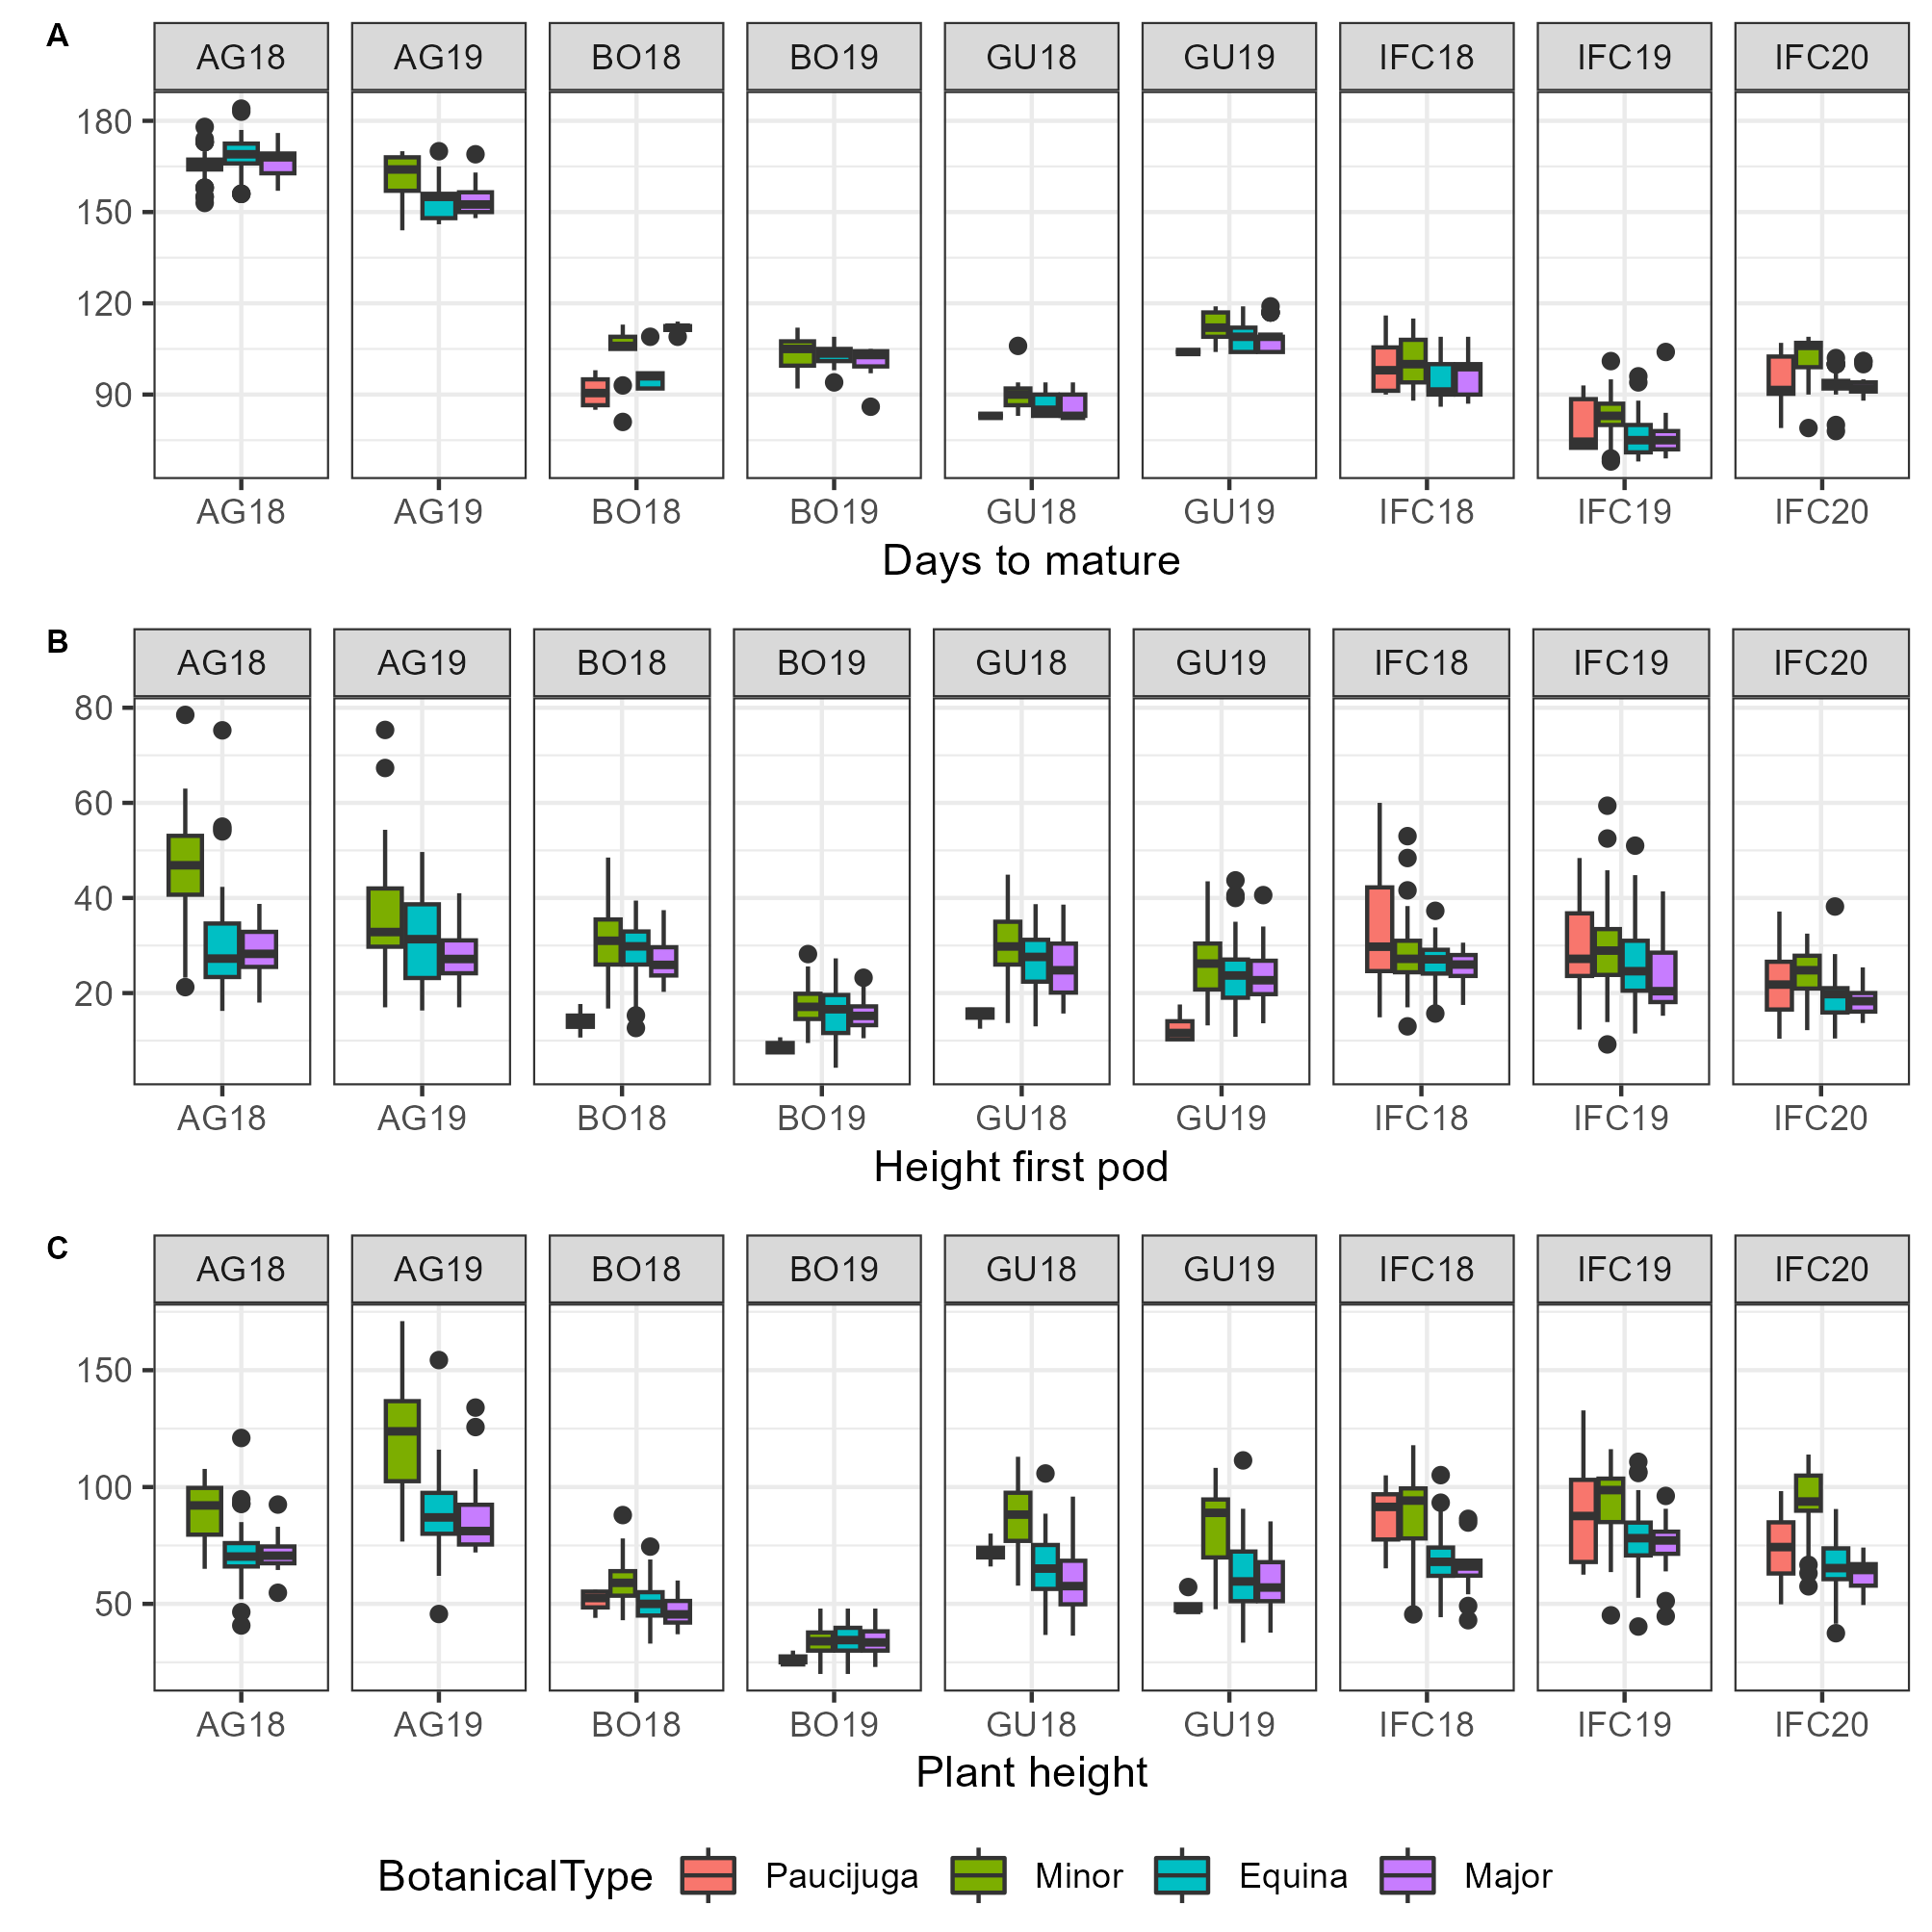 A
AG18 AG19 BO18 BO19 GU18 GU19 IFC18 IFC19 IFC20
180
150
120
90
AG18 AG19 BO18 BO19 GU18 GU19 IFC18 IFC19 IFC20
Days to mature
B
AG18 AG19 BO18 BO19 GU18 GU19 IFC18 IFC19 IFC20
80
60
40
20
AG18 AG19 BO18 BO19 GU18 GU19 IFC18 IFC19 IFC20
Height first pod
C
AG18 AG19 BO18 BO19 GU18 GU19 IFC18 IFC19 IFC20
150
100
50
AG18 AG19 BO18 BO19 GU18 GU19 IFC18 IFC19 IFC20
Plant height
BotanicalType Paucijuga Minor Equina Major